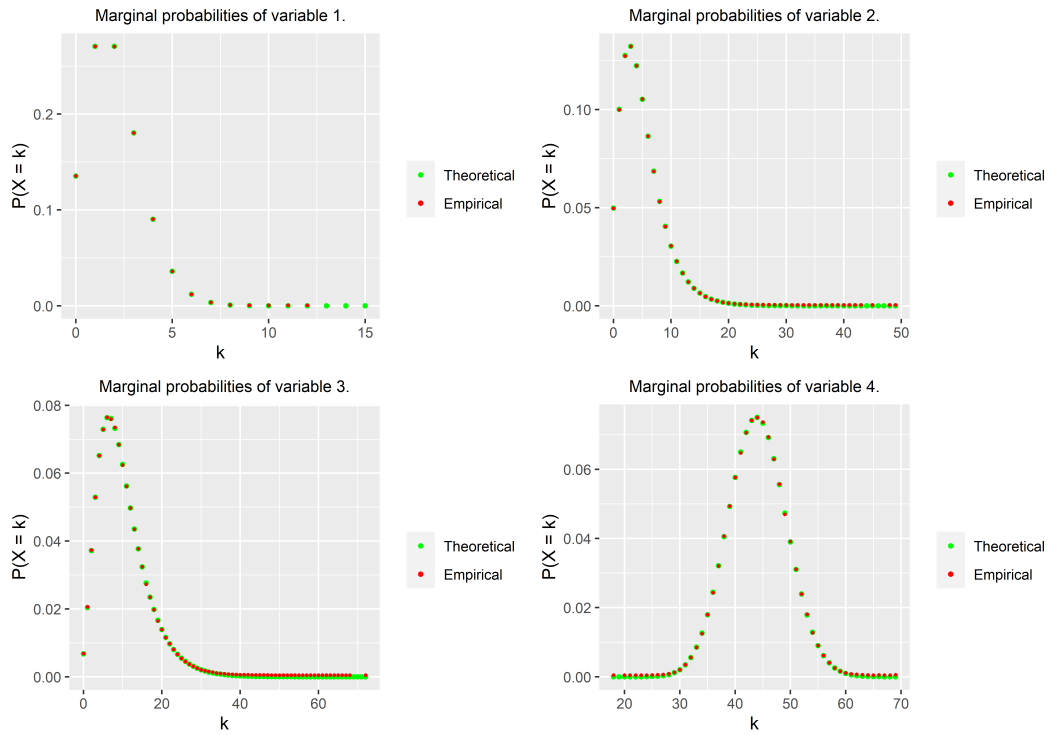 Marginal probabilities of variable 1.
P(X = k)
0.2
0.1
0.0
0 5 10 15
k
Theoretical
Empirical
Marginal probabilities of variable 2.
P(X = k)
0.10
0.05
0.00
0 10 20 30 40 50
k
Theoretical
Empirical
Marginal probabilities of variable 3.
P(X = k)
0.08
0.06
0.04
0.02
0.00
0 20 40 60
k
Theoretical
Empirical
Marginal probabilities of variable 4.
P(X = k)
0.06
0.04
0.02
0.00
20 30 40 50 60 70
k
Theoretical
Empirical